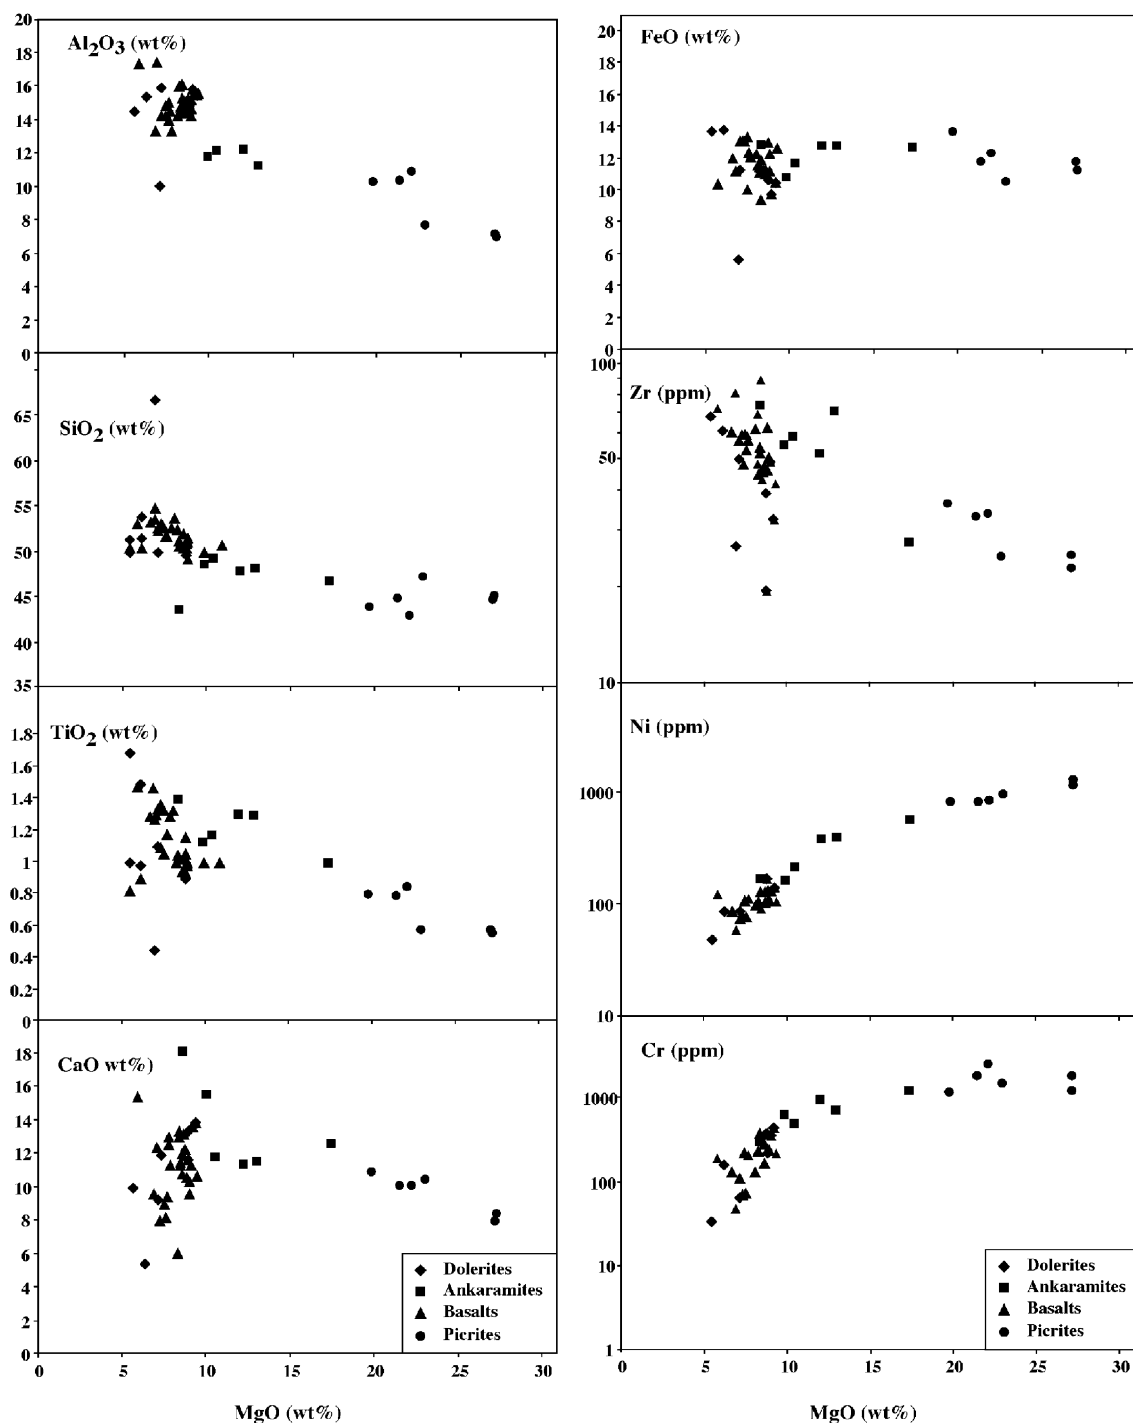 Al2O3 (wt%)
20
18
16
14
12
10
8
6
4
2
0
SiO2 (wt%)
65
60
55
50
45
40
35
TiO2 (wt%)
1.8
1.6
1.4
1.2
1
0.8
0.6
0.4
0.2
0
CaO wt%)
18
16
14
12
10
8
6
4
2
0
Dolerites
Ankaramites
Basalts
Picrites
0 5 10 15 20 25 30
MgO (wt%)
FeO (wt%)
20
18
16
14
12
10
8
6
4
2
0
Zr (ppm)
100
50
10
Ni (ppm)
1000
100
10
Cr (ppm)
1000
100
10
1
Dolerites
Ankaramites
Basalts
Picrites
0 5 10 15 20 25 30
MgO (wt%)